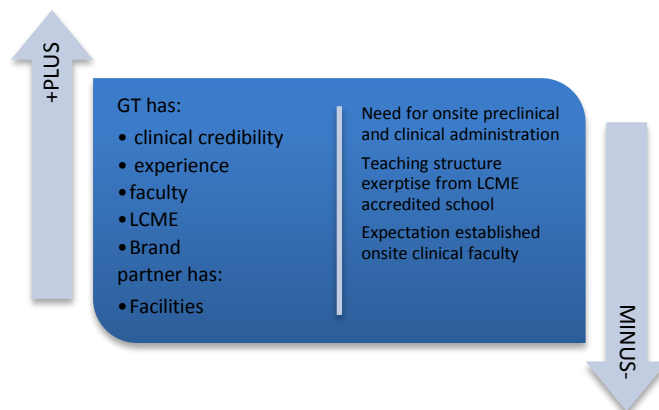 +PLUS
GT has:
• clinical credibility
• experience
•faculty
•LCME
•Brand
partner has:
•Facilities
Need for onsite preclinical
and clinical administration
Teaching structure
exerptise from LCME
accredited school
Expectation established
onsite clinical faculty
MINUS-